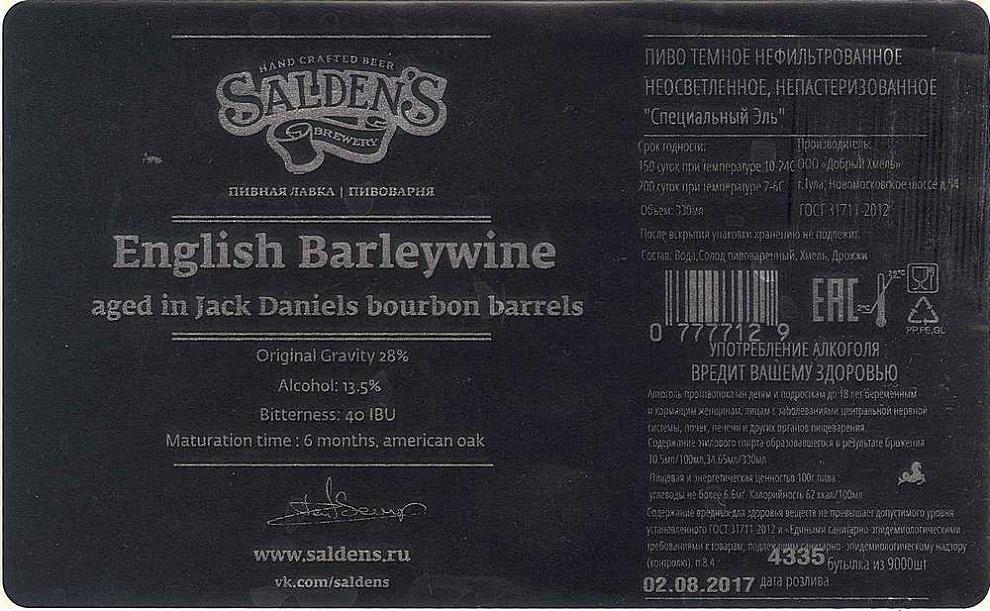 HAND CRAFTED BEER
SALDEN'S
BREWERY
ПИВНАЯ ЛАВКА | ПИВОВАРНЯ
English Barleywine
aged in Jack Daniels bourbon barrels
Original Gravity 28%
Alcohol: 13.5%
Bitterness: 40 IBU
Maturation time : 6 months, american oak
www.saldens.ru
vk.com/saldens
ПИВО ТЕМНОЕ НЕФИЛЬТРОВАННОЕ
НЕОСВЕТЛЕННОЕ, НЕПАСТЕРИЗОВАННОЕ
"Специальный Эль"
Срок годности:
150 суток при температуре 10-24С
200 суток при температуре 2-6С
Объем: 330мл
Производитель:
ООО «Добрый Хмель»
г.Тула, Новомосковское шоссе д.54
ГОСТ 31711-2012
После вскрытия упаковки хранению не подлежит.
Состав: Вода,Солод пивоваренный, Хмель, Дрожжи
0 777712 9
EAC
2°C
20°C
PP,PE,GL
УПОТРЕБЛЕНИЕ АЛКОГОЛЯ
ВРЕДИТ ВАШЕМУ ЗДОРОВЬЮ
Алкоголь противопоказан детям и подросткам до 18 лет беременным
и кормящим женщинам, лицам с заболеваниями центральной нервной
системы, почек, печени и других органов пищеварения.
Содержание этилового спирта образовавшегося в результате брожения
10.5мл/100мл,34.65мл/330мл
Пищевая и энергетическая ценностью 100г пива :
углеводы не более 6.6мг. Калорийность 62 ккал/100мл
Содержание вредных для здоровья веществ не превышает допустимого уровня
установленного ГОСТ 31711-2012 и «Едиными санитарно-эпидемиологическими
требованиями к товарам, подлежащим санитарно- эпидемиологическому надзору
(контролю). п.8.4
4335 бутылка из 9000шт
02.08.2017 дата розлива